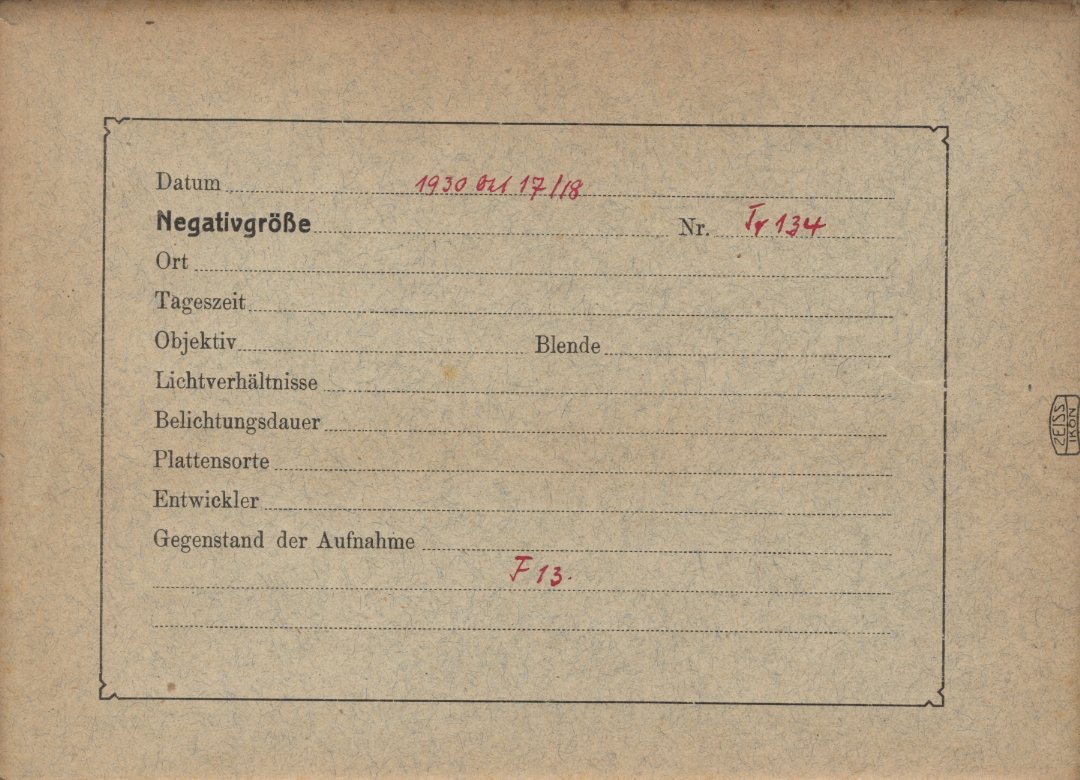 Datum 1930 Okt 17/18
Negativgröße Nr. Tr 134
Ort
Tageszeit
Objektiv Blende
Lichtverhältnisse
Belichtungsdauer
Plattensorte
Entwickler
Gegenstand der Aufnahme
F 13.
ZEISS
IKON